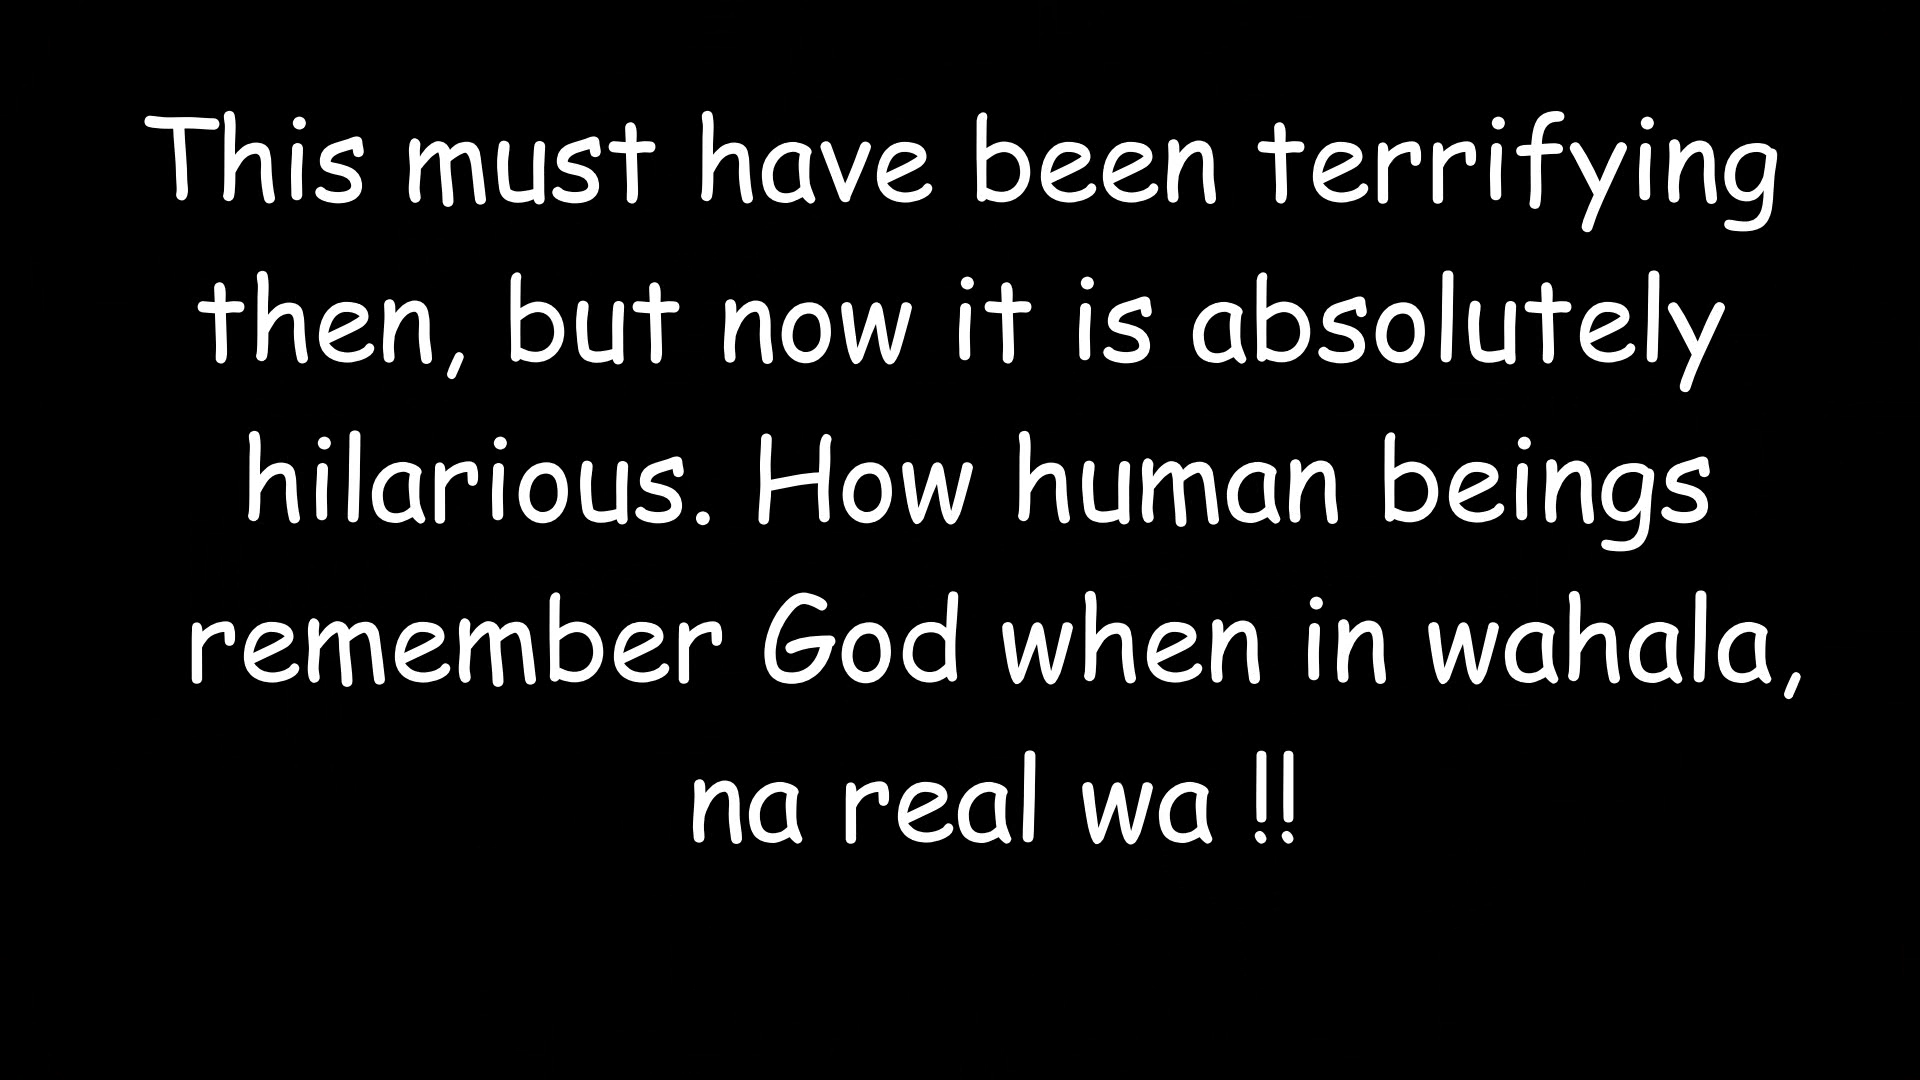 This must have been terrifying
then, but now it is absolutely
hilarious. How human beings
remember God when in wahala,
na real wa !!